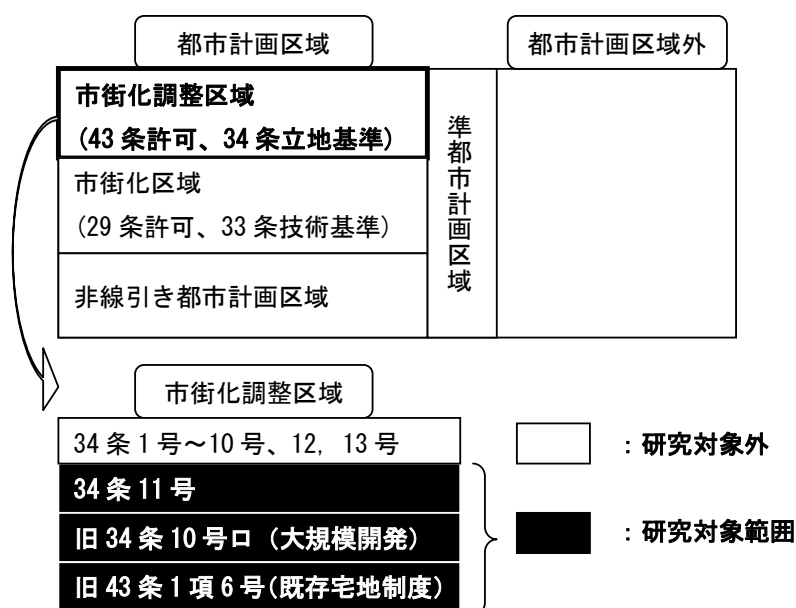 都市計画区域
都市計画区域外
市街化調整区域
(43 条許可、34 条立地基準)
市街化区域
(29 条許可、33 条技術基準)
非線引き都市計画区域
準都市計画区域
市街化調整区域
34 条 1 号～10 号、12, 13 号
34 条 11 号
旧 34 条 10 号ロ (大規模開発)
旧 43 条 1 項 6 号(既存宅地制度)
：研究対象外
：研究対象範囲